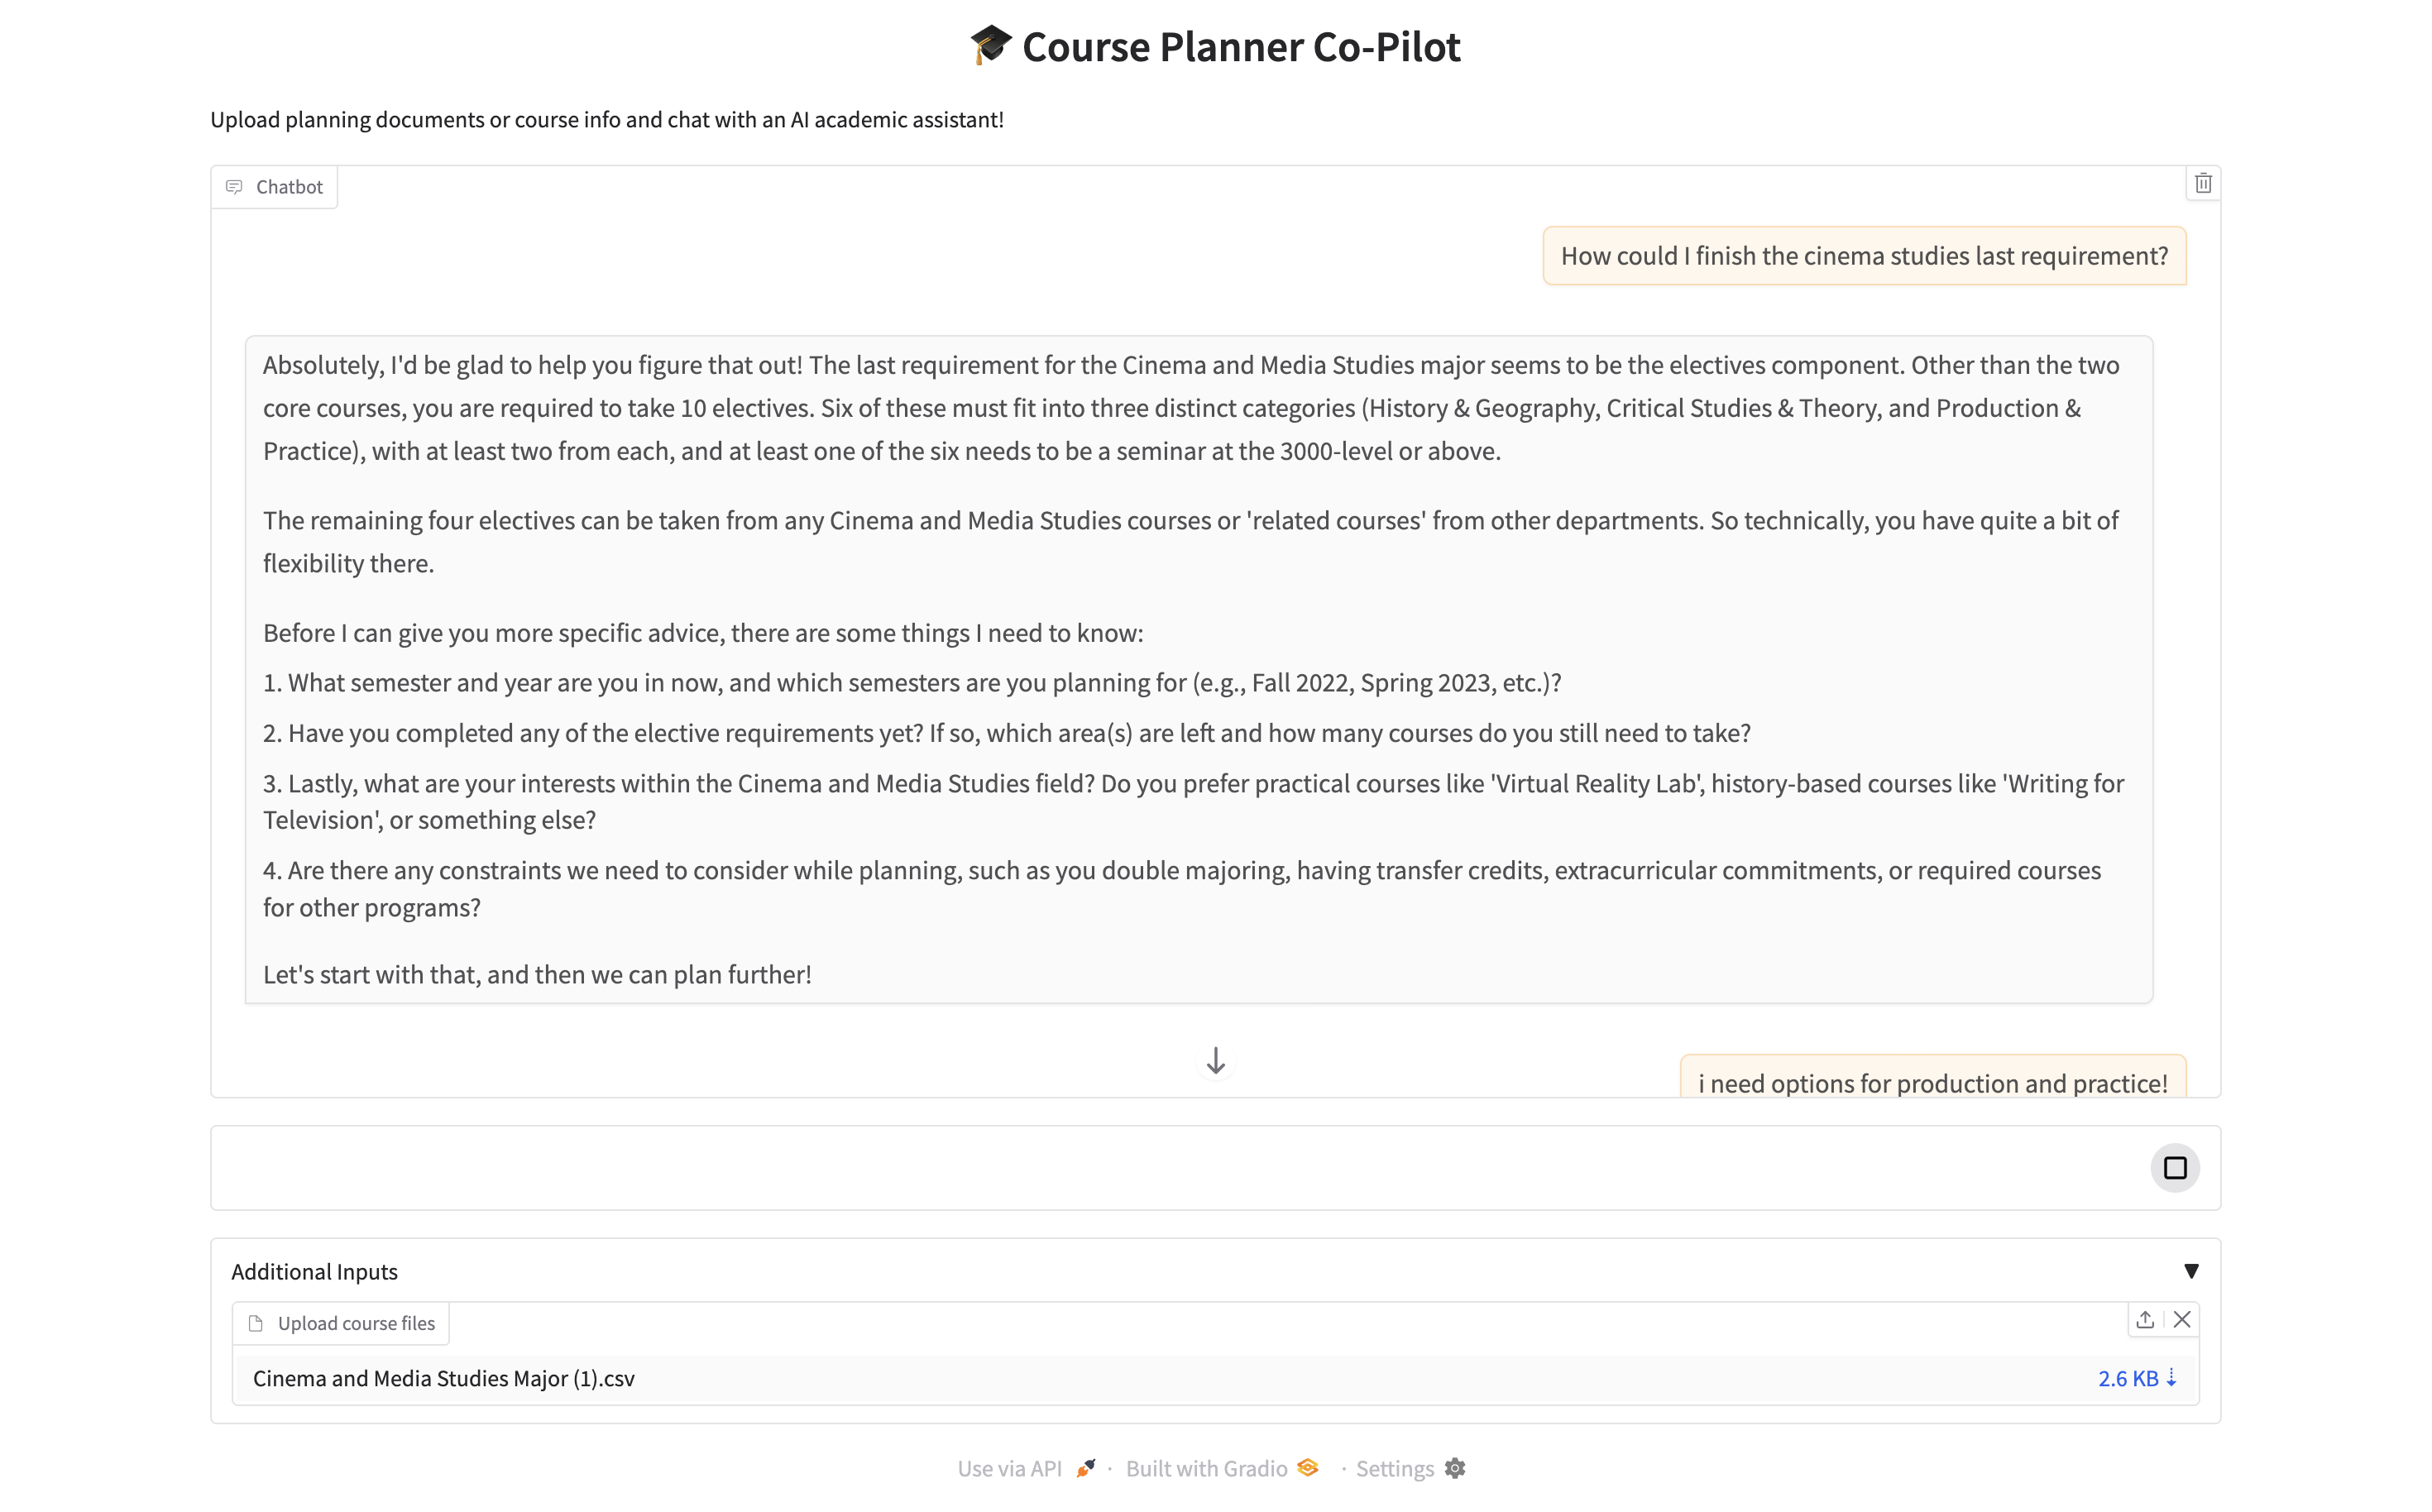 🎓 Course Planner Co-Pilot
Upload planning documents or course info and chat with an AI academic assistant!
Chatbot
How could I finish the cinema studies last requirement?
Absolutely, I'd be glad to help you figure that out! The last requirement for the Cinema and Media Studies major seems to be the electives component. Other than the two
core courses, you are required to take 10 electives. Six of these must fit into three distinct categories (History & Geography, Critical Studies & Theory, and Production &
Practice), with at least two from each, and at least one of the six needs to be a seminar at the 3000-level or above.
The remaining four electives can be taken from any Cinema and Media Studies courses or 'related courses' from other departments. So technically, you have quite a bit of
flexibility there.
Before I can give you more specific advice, there are some things I need to know:
1. What semester and year are you in now, and which semesters are you planning for (e.g., Fall 2022, Spring 2023, etc.)?
2. Have you completed any of the elective requirements yet? If so, which area(s) are left and how many courses do you still need to take?
3. Lastly, what are your interests within the Cinema and Media Studies field? Do you prefer practical courses like 'Virtual Reality Lab', history-based courses like 'Writing for
Television', or something else?
4. Are there any constraints we need to consider while planning, such as you double majoring, having transfer credits, extracurricular commitments, or required courses
for other programs?
Let's start with that, and then we can plan further!
i need options for production and practice!
Additional Inputs
Upload course files
Cinema and Media Studies Major (1).csv
2.6 KB ⇣
Use via API · Built with Gradio · Settings